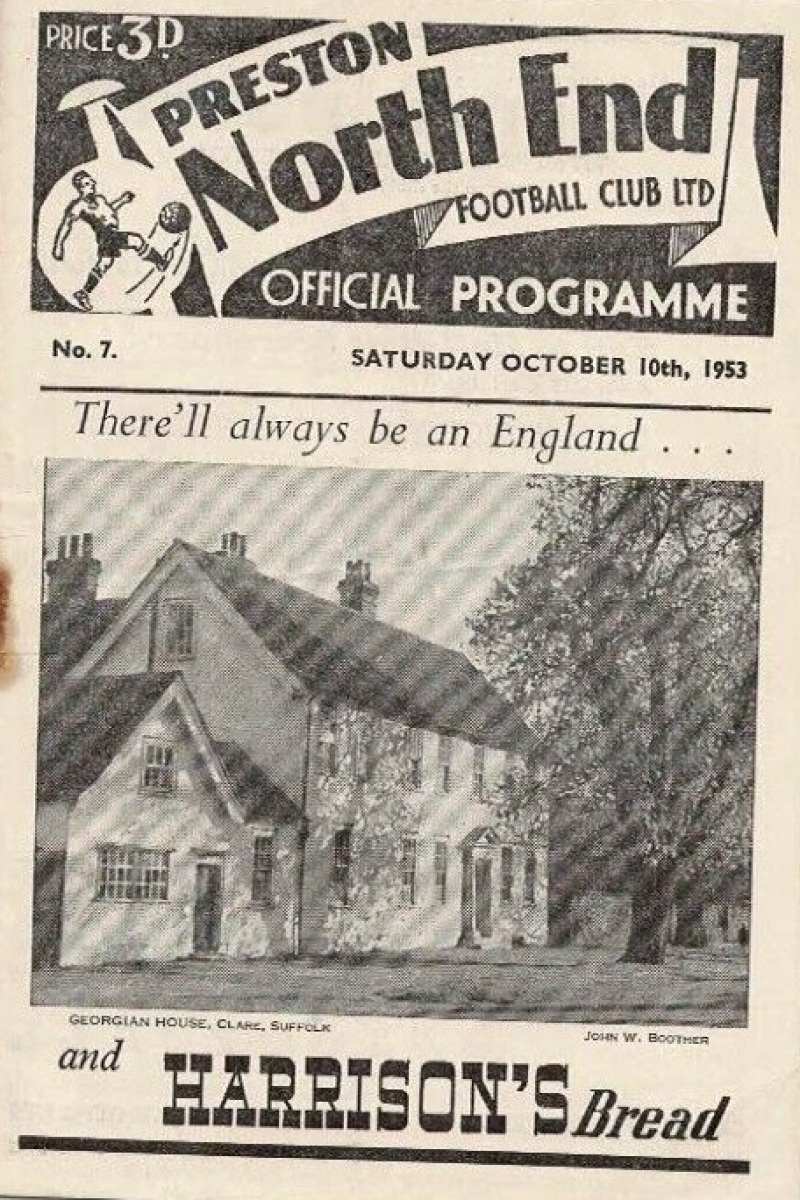 PRICE 3D.
PRESTON
North End
FOOTBALL CLUB LTD
OFFICIAL PROGRAMME
No. 7.
SATURDAY OCTOBER 10th, 1953
There'll always be an England . . .
GEORGIAN HOUSE, CLARE, SUFFOLK
JOHN W. BOOTHER
and
HARRISON'S Bread